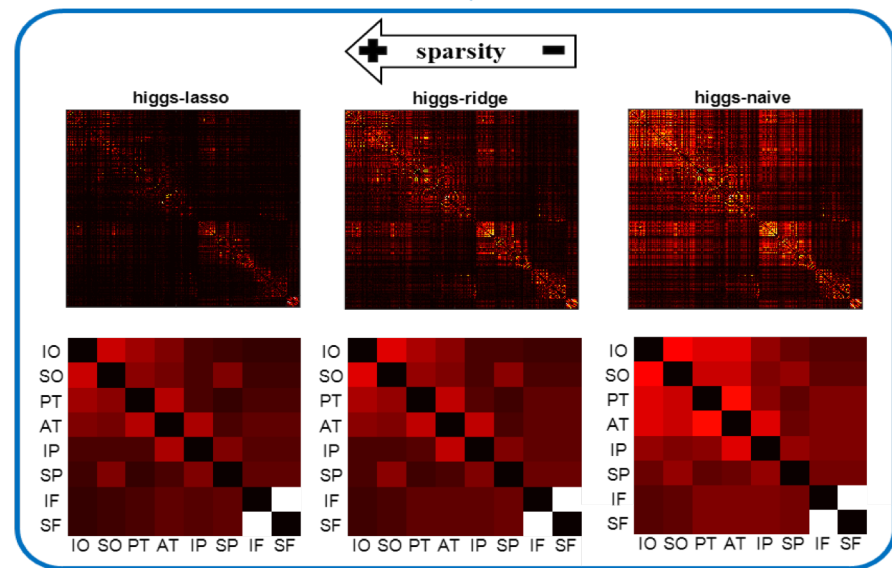 + sparsity -
higgs-lasso higgs-ridge higgs-naive
IO IO IO
SO SO SO
PT PT PT
AT AT AT
IP IP IP
SP SP SP
IF IF IF
SF SF SF
IO SO PT AT IP SP IF SF IO SO PT AT IP SP IF SF IO SO PT AT IP SP IF SF